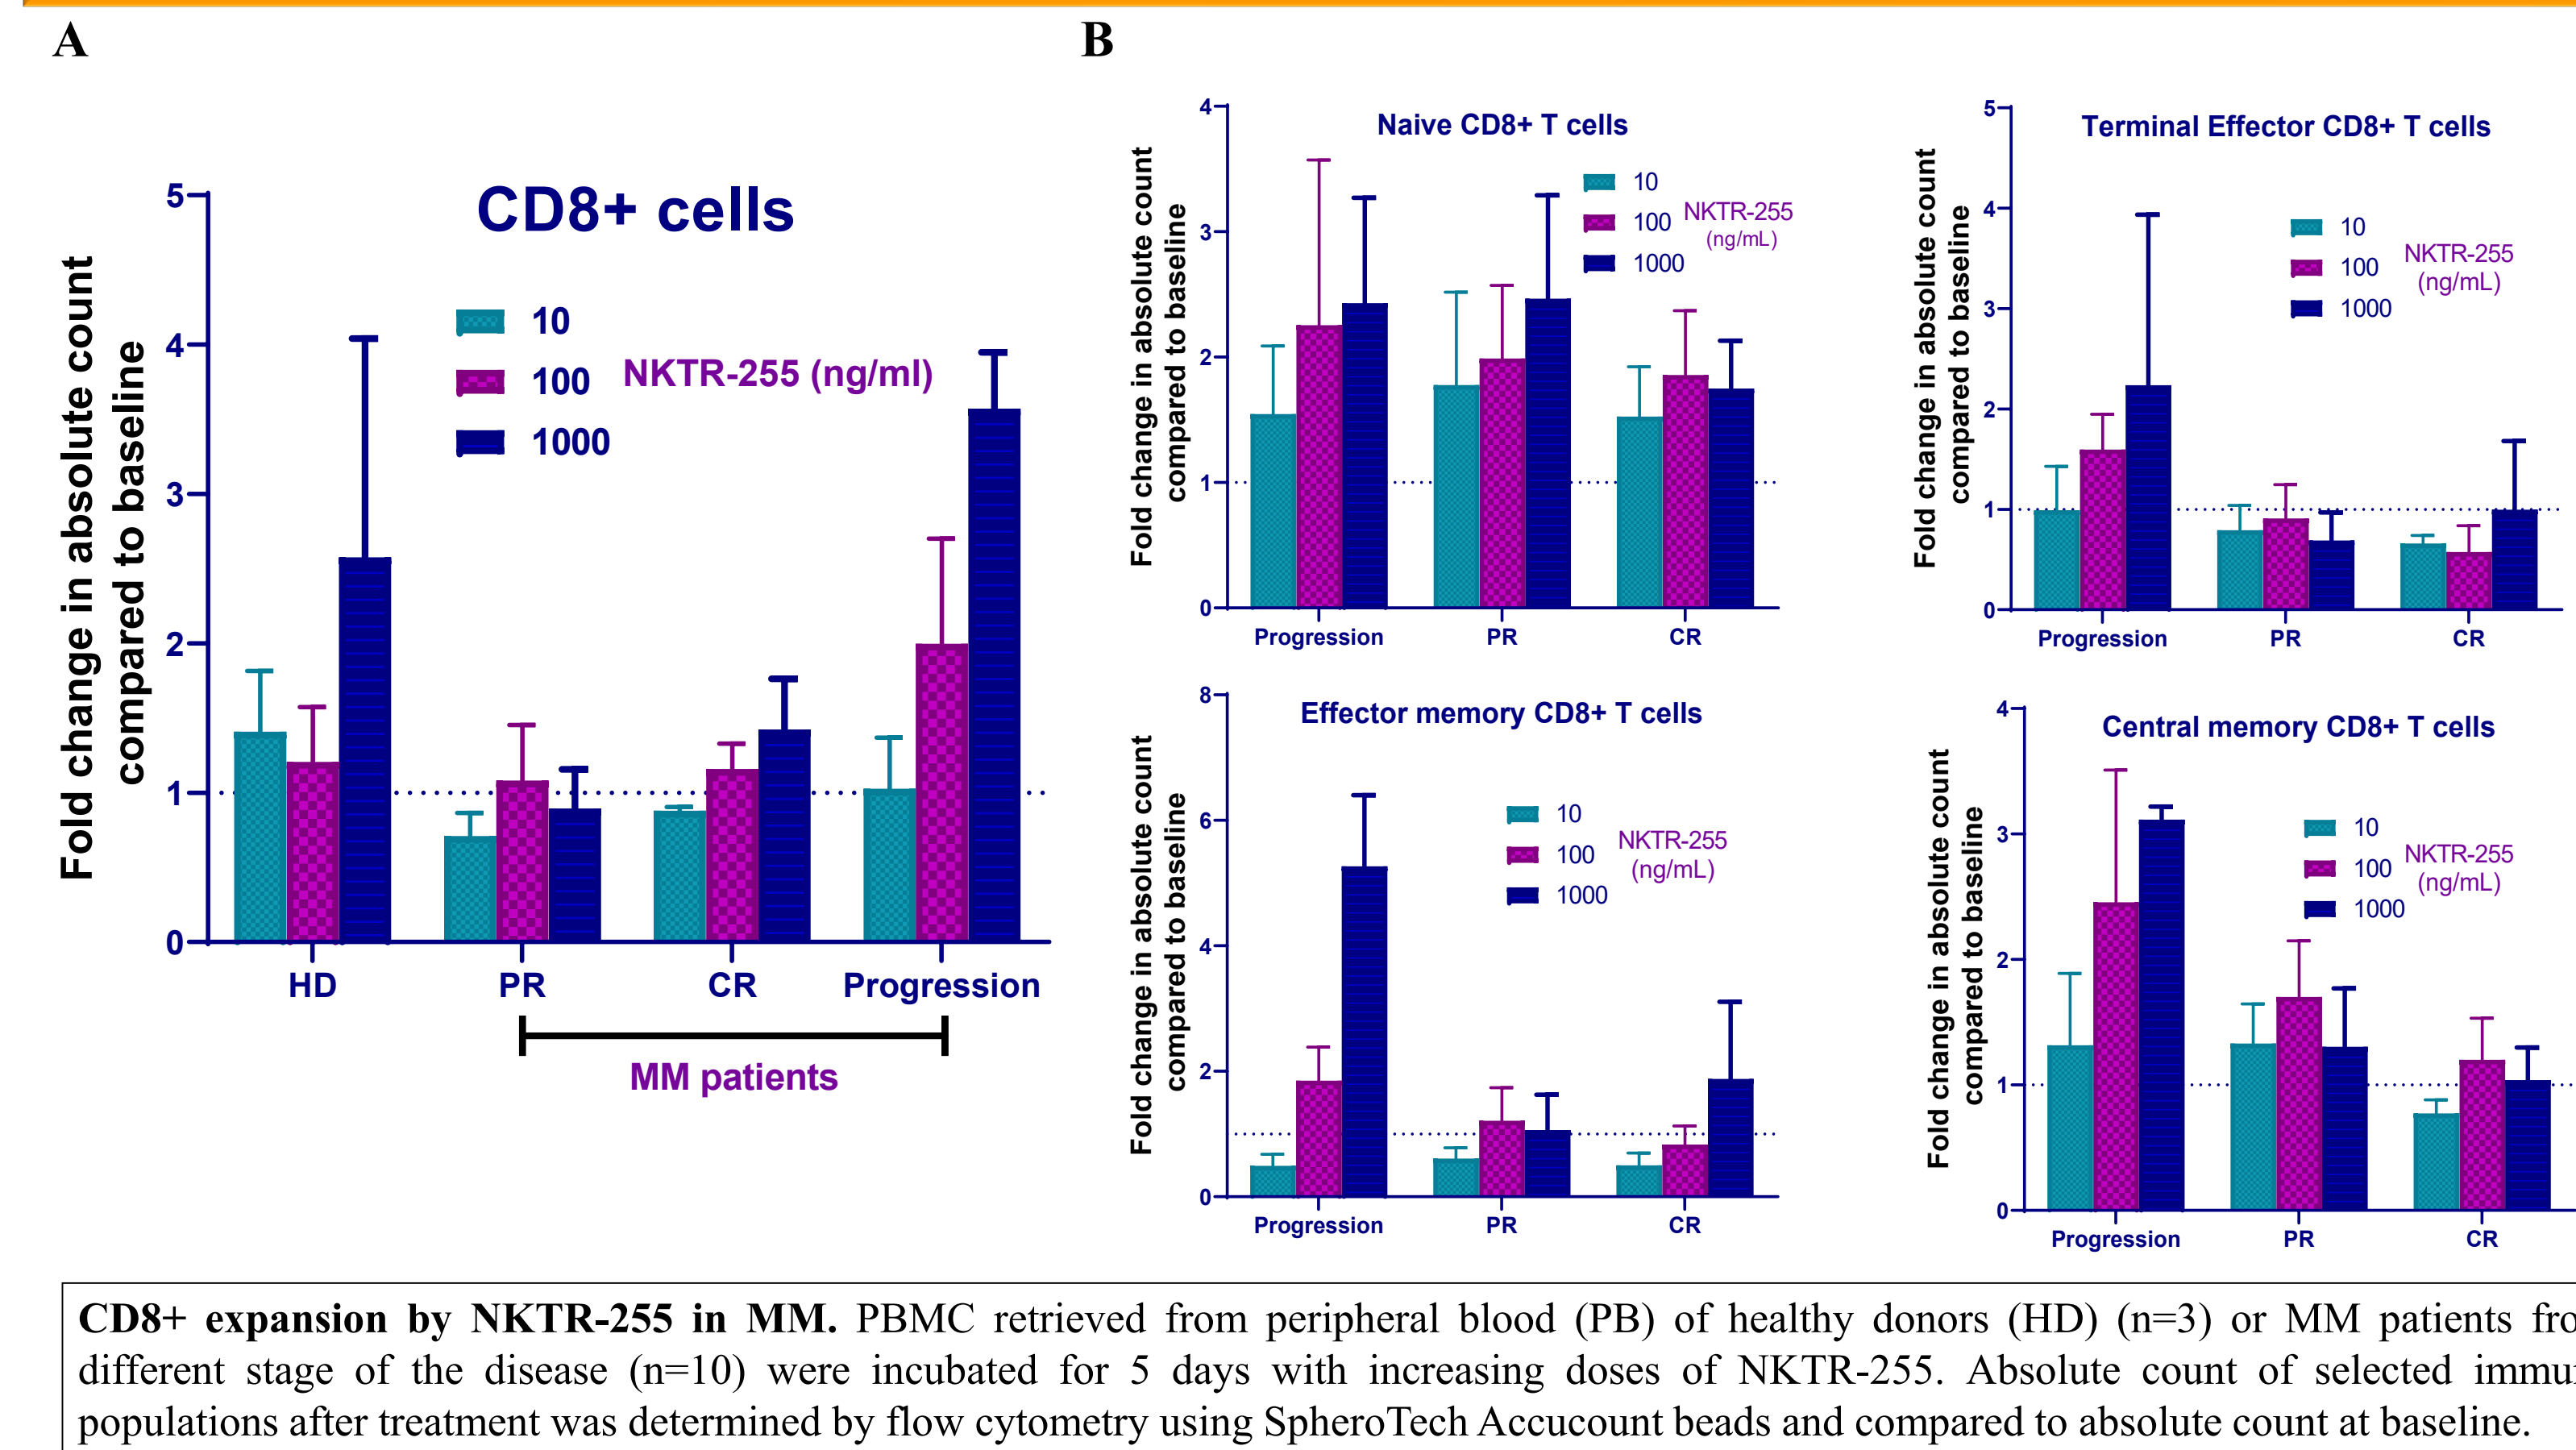 A
CD8+ cells
Fold change in absolute count
compared to baseline
5
4
3
2
1
0
10
100
1000
NKTR-255 (ng/ml)
HD
PR
CR
Progression
MM patients
B
Naive CD8+ T cells
Fold change in absolute count
compared to baseline
4
3
2
1
0
10
100
1000
NKTR-255
(ng/mL)
Progression
PR
CR
Terminal Effector CD8+ T cells
Fold change in absolute count
compared to baseline
5
4
3
2
1
0
10
100
1000
NKTR-255
(ng/mL)
Progression
PR
CR
Effector memory CD8+ T cells
Fold change in absolute count
compared to baseline
8
6
4
2
0
10
100
1000
NKTR-255
(ng/mL)
Progression
PR
CR
Central memory CD8+ T cells
Fold change in absolute count
compared to baseline
4
3
2
1
0
10
100
1000
NKTR-255
(ng/mL)
Progression
PR
CR
CD8+ expansion by NKTR-255 in MM. PBMC retrieved from peripheral blood (PB) of healthy donors (HD) (n=3) or MM patients
different stage of the disease (n=10) were incubated for 5 days with increasing doses of NKTR-255. Absolute count of selected
populations after treatment was determined by flow cytometry using SpheroTech Accucount beads and compared to absolute count at baseline.